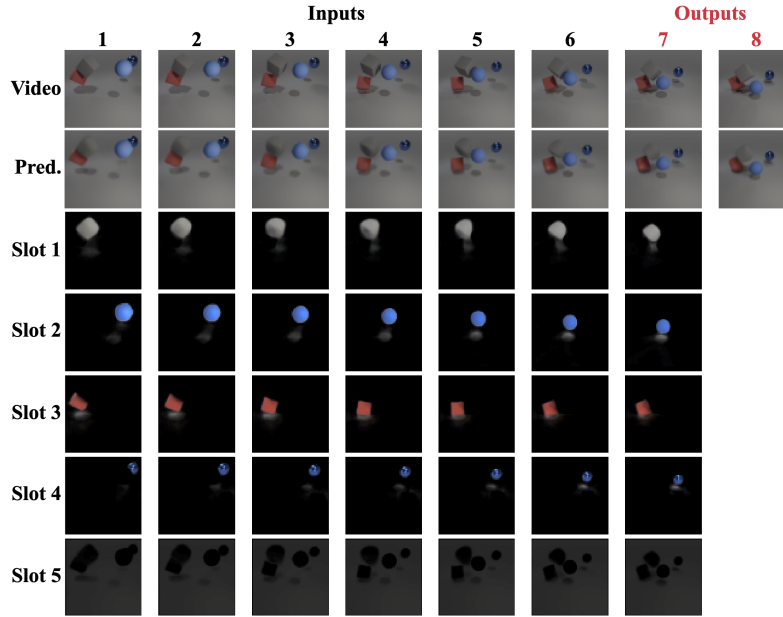 Inputs Outputs
1 2 3 4 5 6 7 8
Video
Pred.
Slot 1
Slot 2
Slot 3
Slot 4
Slot 5